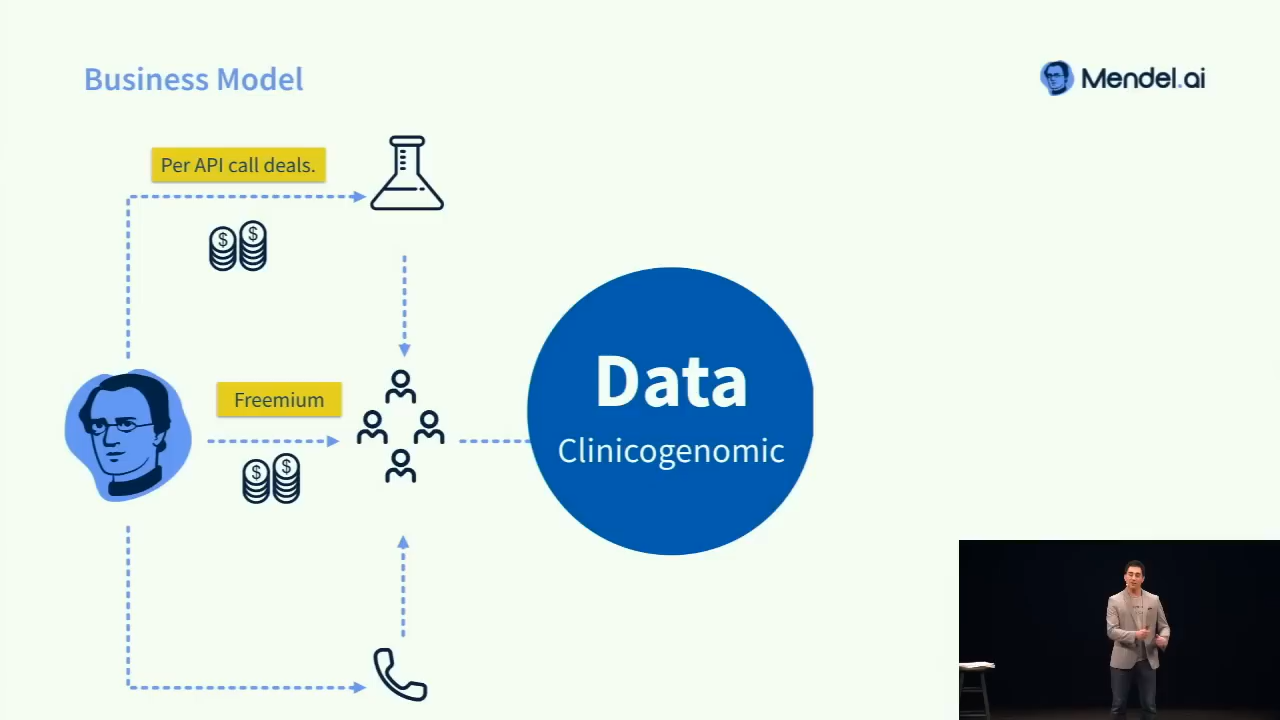 Business Model
Mendel.ai
Per API call deals.
$ $
Freemium
$ $
Data
Clinicogenomic